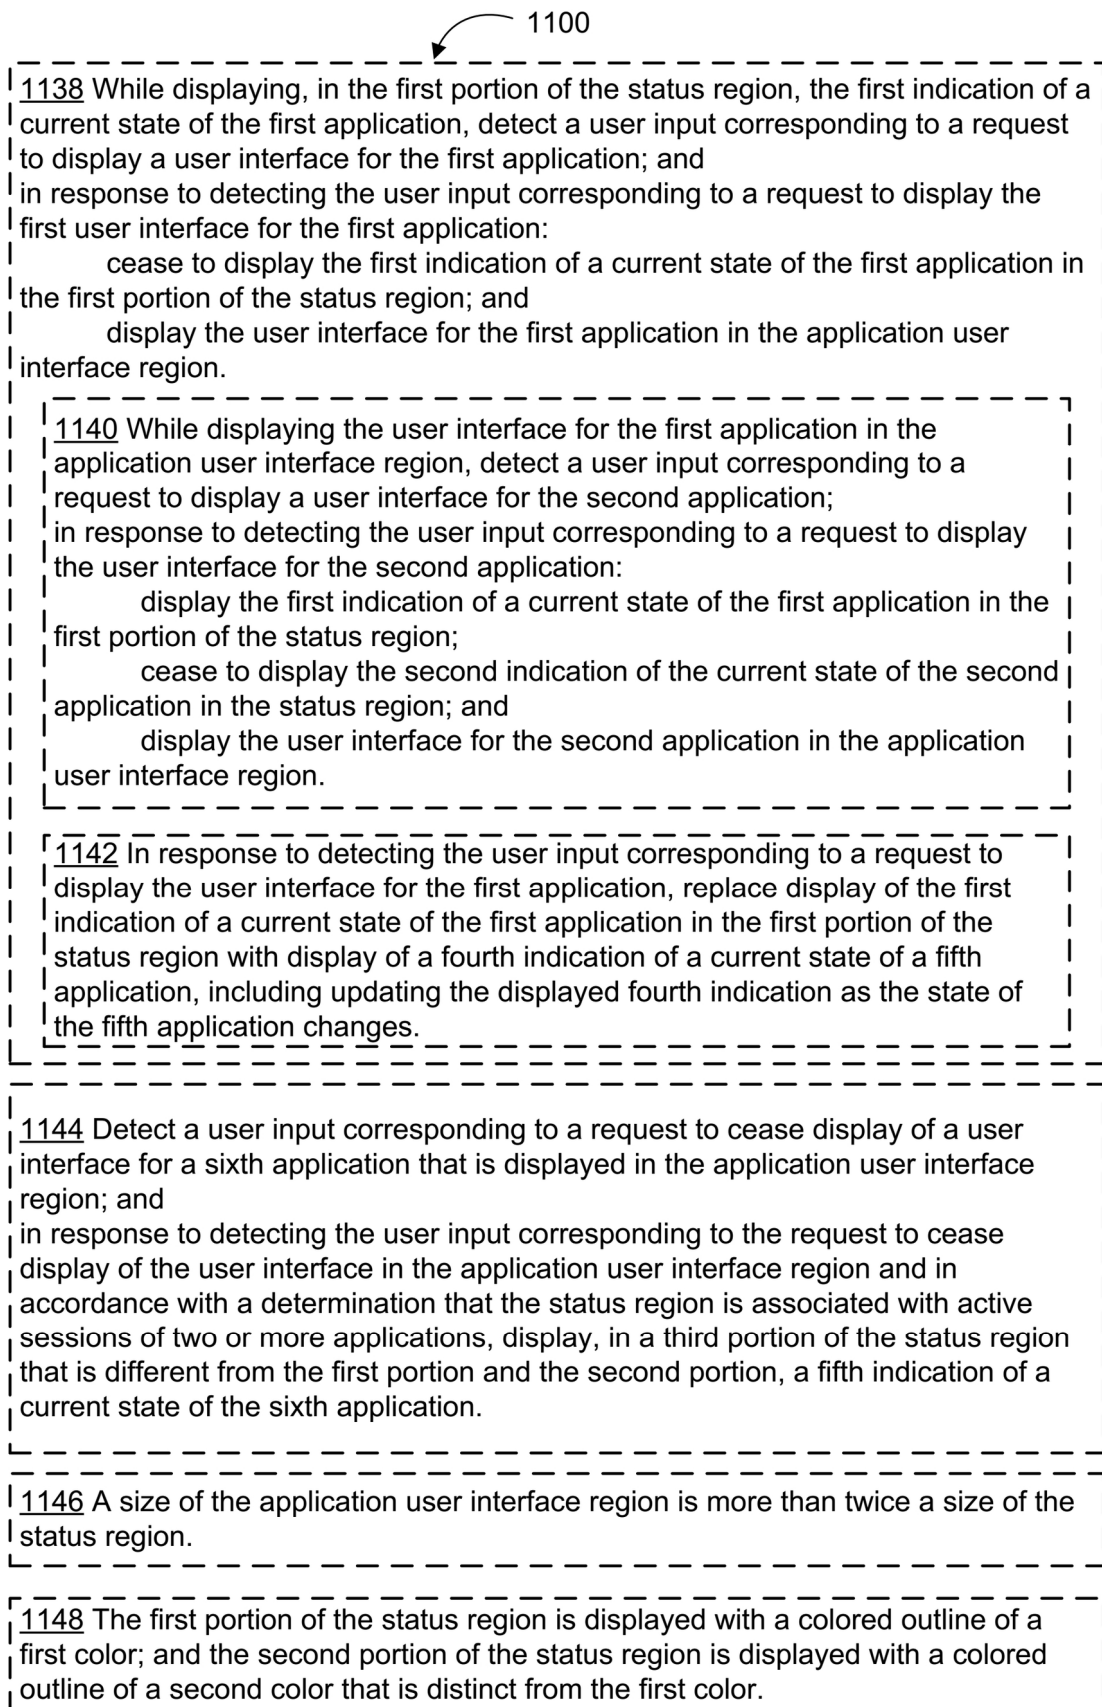 1100
1138 While displaying, in the first portion of the status region, the first indication of a
current state of the first application, detect a user input corresponding to a request
to display a user interface for the first application; and
in response to detecting the user input corresponding to a request to display the
first user interface for the first application:
cease to display the first indication of a current state of the first application in
the first portion of the status region; and
display the user interface for the first application in the application user
interface region.
1140 While displaying the user interface for the first application in the
application user interface region, detect a user input corresponding to a
request to display a user interface for the second application;
in response to detecting the user input corresponding to a request to display
the user interface for the second application:
display the first indication of a current state of the first application in the
first portion of the status region;
cease to display the second indication of the current state of the second
application in the status region; and
display the user interface for the second application in the application
user interface region.
1142 In response to detecting the user input corresponding to a request to
display the user interface for the first application, replace display of the first
indication of a current state of the first application in the first portion of the
status region with display of a fourth indication of a current state of a fifth
application, including updating the displayed fourth indication as the state of
the fifth application changes.
1144 Detect a user input corresponding to a request to cease display of a user
interface for a sixth application that is displayed in the application user interface
region; and
in response to detecting the user input corresponding to the request to cease
display of the user interface in the application user interface region and in
accordance with a determination that the status region is associated with active
sessions of two or more applications, display, in a third portion of the status region
that is different from the first portion and the second portion, a fifth indication of a
current state of the sixth application.
1146 A size of the application user interface region is more than twice a size of the
status region.
1148 The first portion of the status region is displayed with a colored outline of a
first color; and the second portion of the status region is displayed with a colored
outline of a second color that is distinct from the first color.